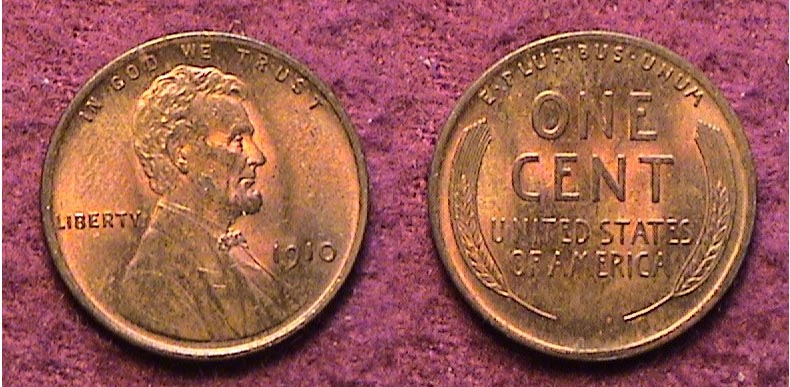 IN GOD WE TRUST
LIBERTY
1910
E·PLURIBUS·UNUM
ONE
CENT
UNITED STATES
OF AMERICA